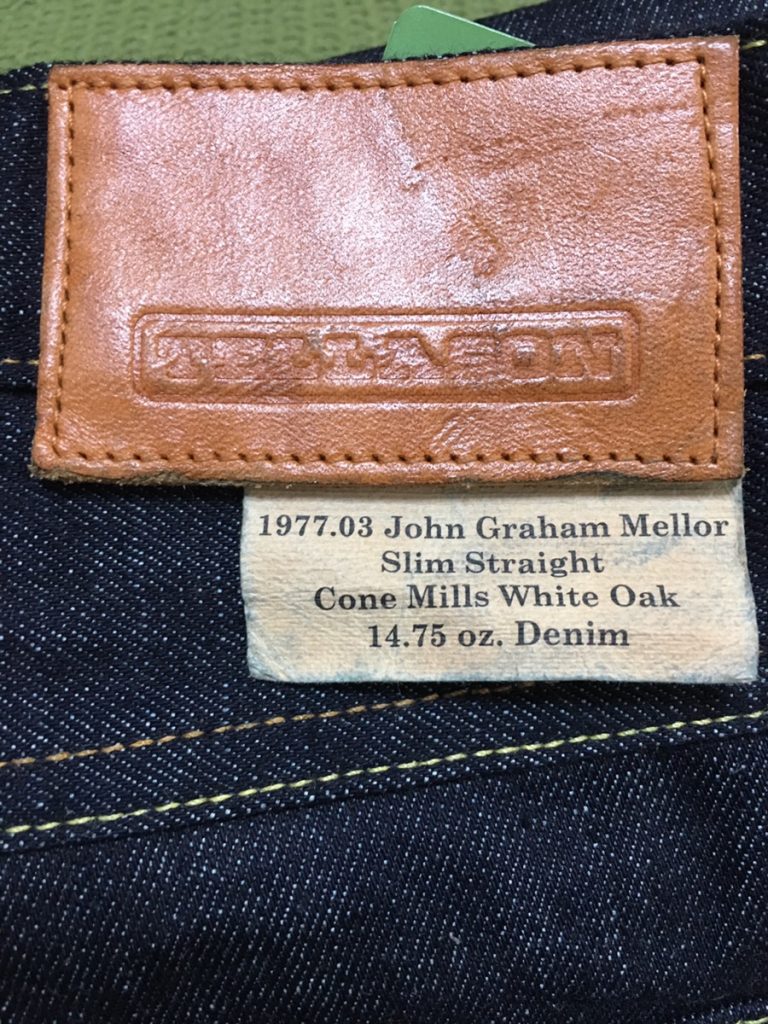 TELLASON
1977.03 John Graham Mellor
Slim Straight
Cone Mills White Oak
14.75 oz. Denim